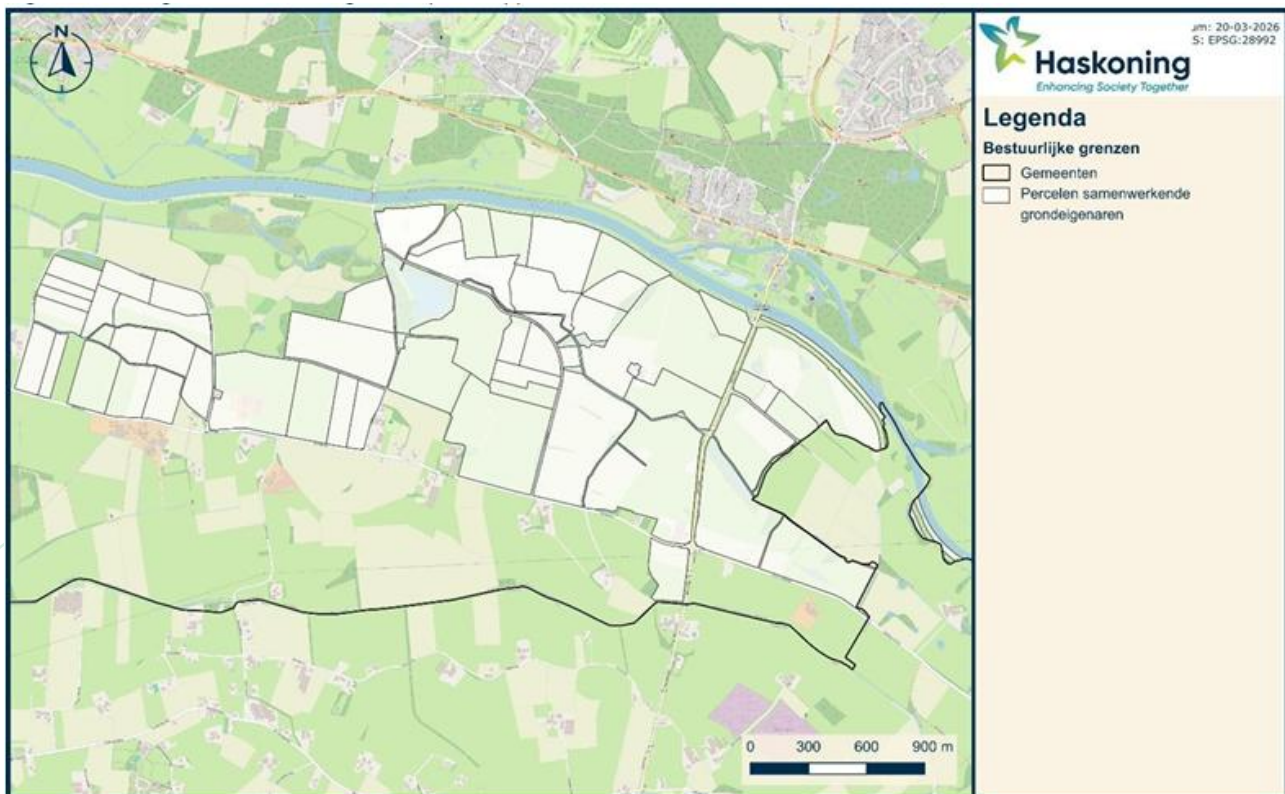 N
Haskoning
Enhancing Society Together
um: 20-03-2026
S: EPSG:28992
Legenda
Bestuurlijke grenzen
Gemeenten
Percelen samenwerkende
grondeigenaren
0 300 600 900 m